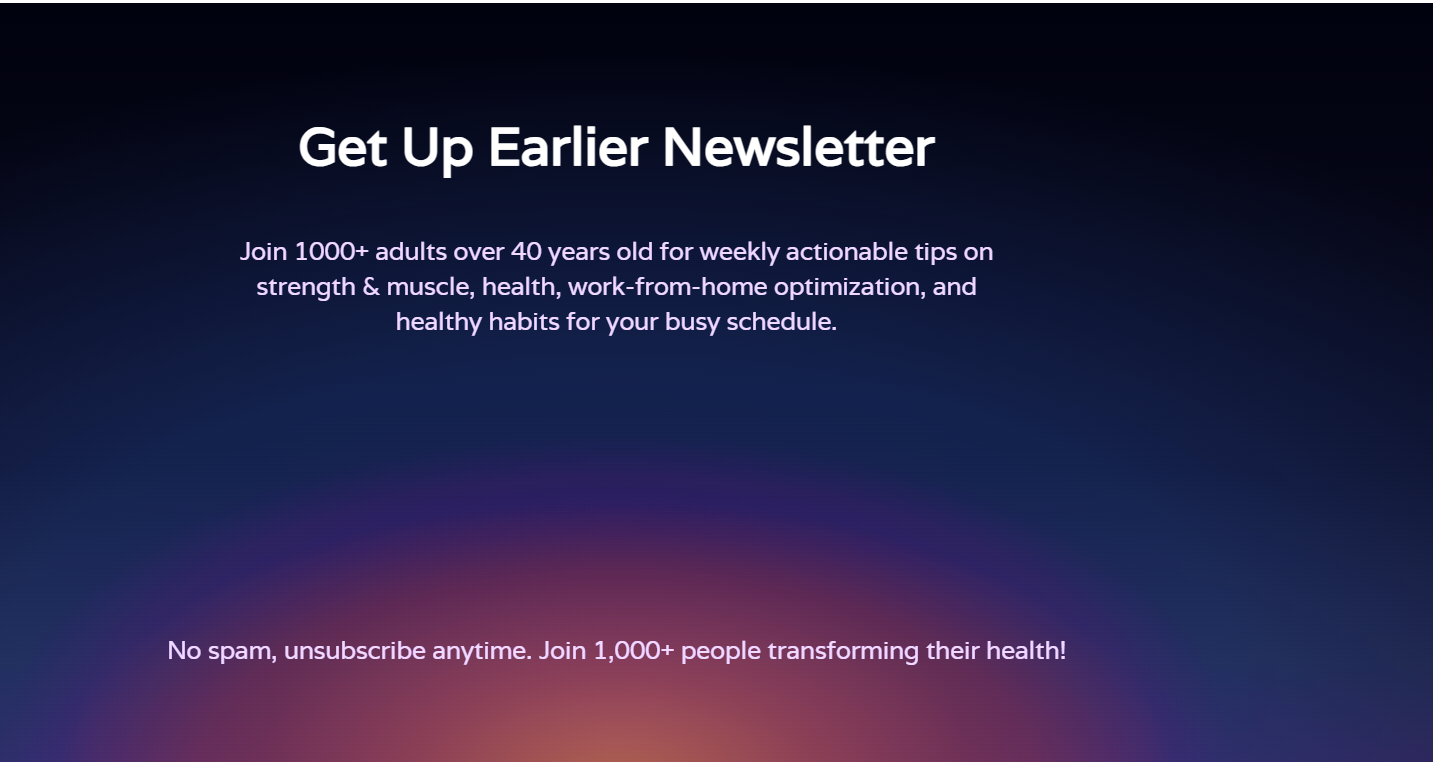 Get Up Earlier Newsletter
Join 1000+ adults over 40 years old for weekly actionable tips on
strength & muscle, health, work-from-home optimization, and
healthy habits for your busy schedule.
No spam, unsubscribe anytime. Join 1,000+ people transforming their health!